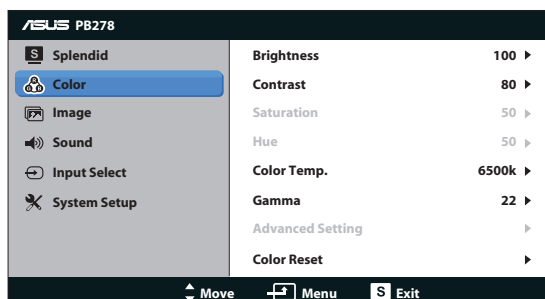 ASUS PB278
S Splendid
Color
Image
Sound
Input Select
System Setup
Brightness 100
Contrast 80
Saturation 50
Hue 50
Color Temp. 6500k
Gamma 22
Advanced Setting
Color Reset
Move Menu S Exit